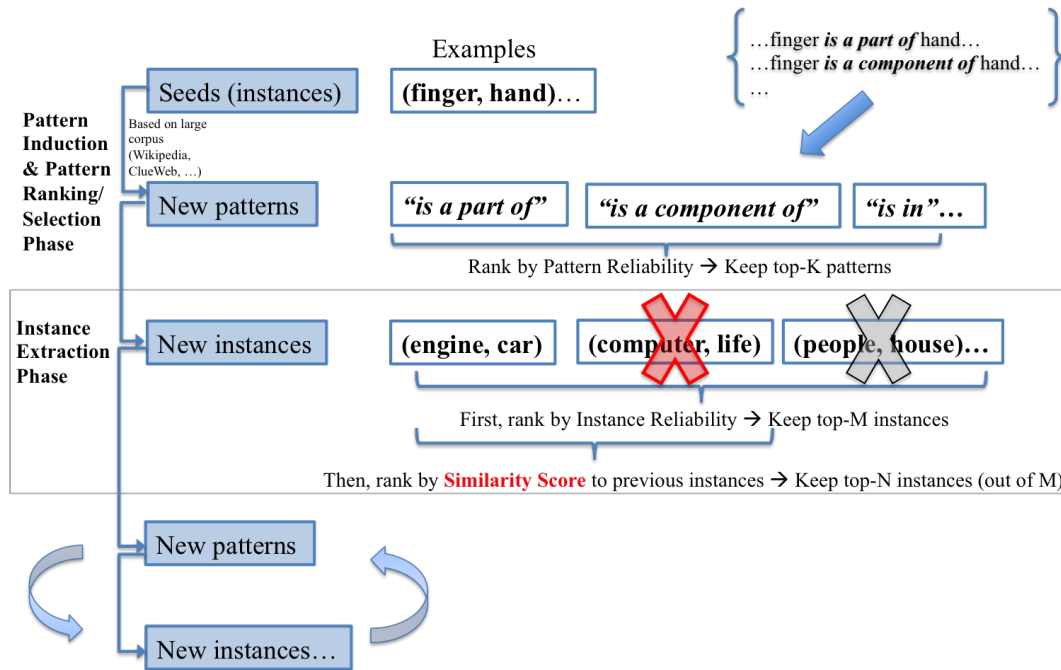 Examples
…finger is a part of hand…
…finger is a component of hand…
…
Seeds (instances)
(finger, hand)…
Pattern
Induction
& Pattern
Ranking/
Selection
Phase
Based on large
corpus
(Wikipedia,
ClueWeb, …)
New patterns
“is a part of”
“is a component of”
“is in”…
Rank by Pattern Reliability → Keep top-K patterns
Instance
Extraction
Phase
New instances
(engine, car)
(computer, life)
(people, house)…
First, rank by Instance Reliability → Keep top-M instances
Then, rank by Similarity Score to previous instances → Keep top-N instances (out of M)
New patterns
New instances…